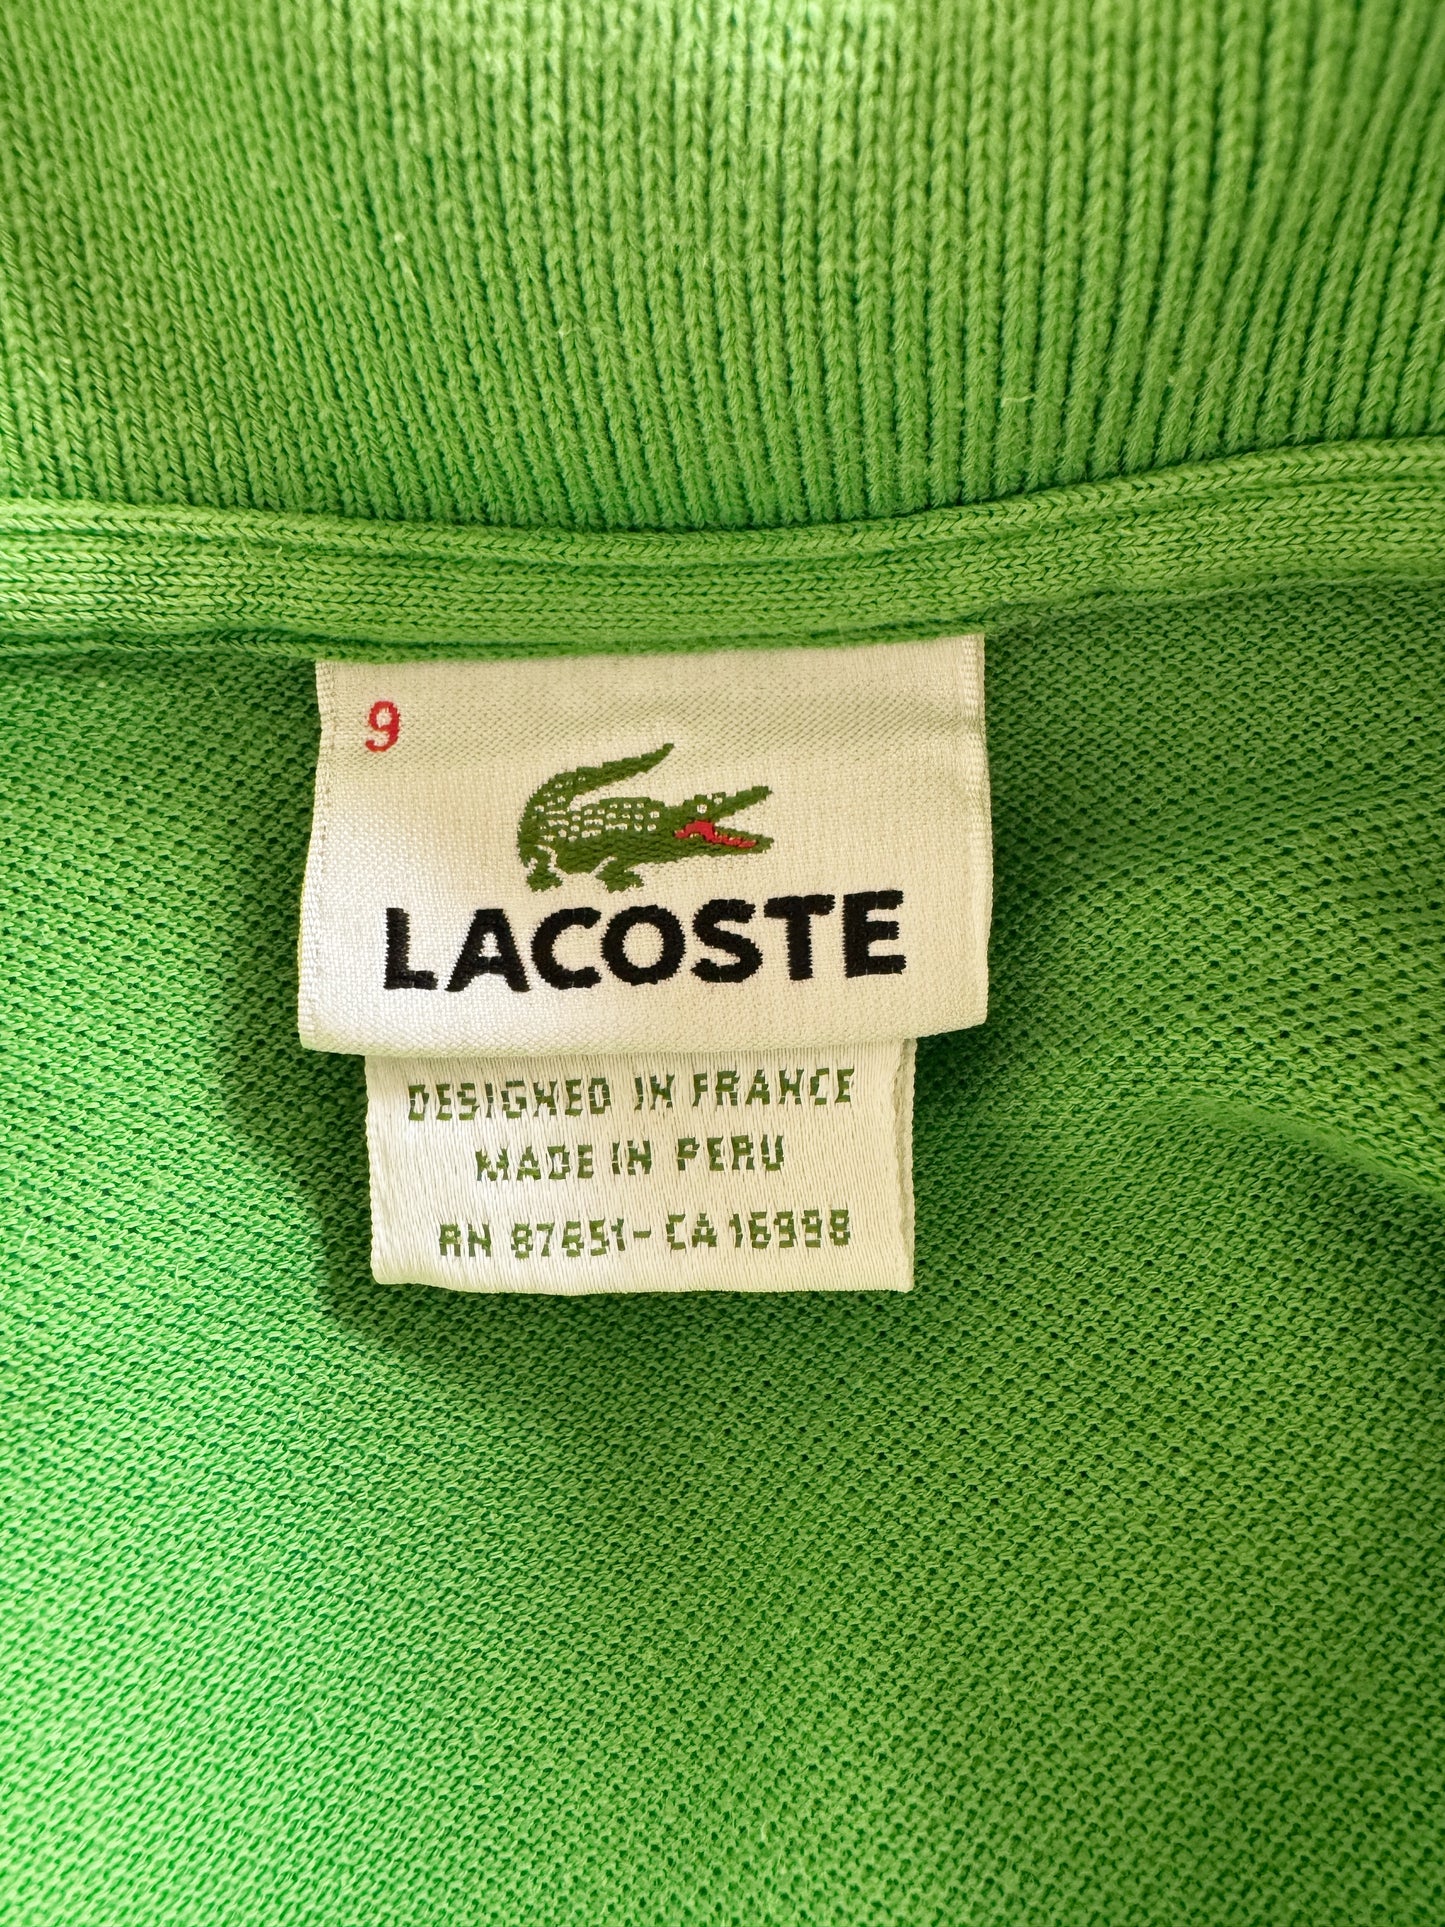 9
LACOSTE
DESIGNED IN FRANCE
MADE IN PERU
RN 87651-CA 16998